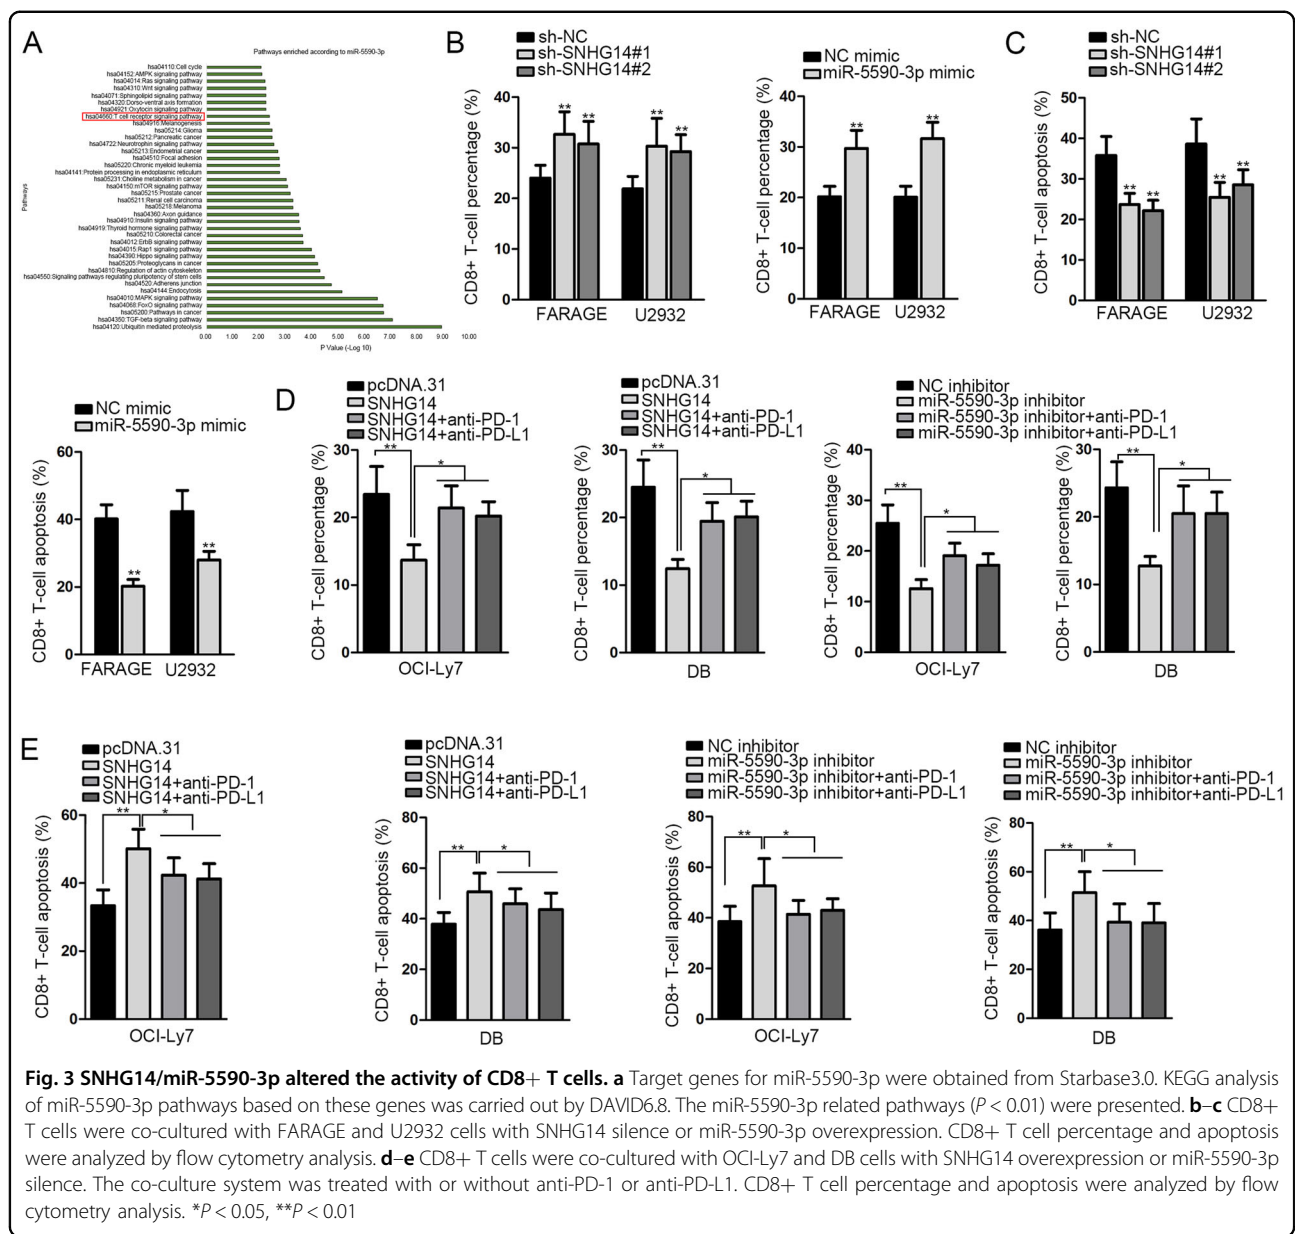 A
Pathways enriched according to miR-5590-3p
Pathways
hsa04110:Cell cycle
hsa04152:AMPK signaling pathway
hsa04014:Ras signaling pathway
hsa04310:Wnt signaling pathway
hsa04071:Sphingolipid signaling pathway
hsa04320:Dorso-ventral axis formation
hsa04921:Oxytocin signaling pathway
hsa04660:T cell receptor signaling pathway
hsa04916:Melanogenesis
hsa05214:Glioma
hsa05212:Pancreatic cancer
hsa04722:Neurotrophin signaling pathway
hsa05213:Endometrial cancer
hsa04510:Focal adhesion
hsa05220:Chronic myeloid leukemia
hsa04141:Protein processing in endoplasmic reticulum
hsa05231:Choline metabolism in cancer
hsa04150:mTOR signaling pathway
hsa05215:Prostate cancer
hsa05211:Renal cell carcinoma
hsa05218:Melanoma
hsa04360:Axon guidance
hsa04910:Insulin signaling pathway
hsa04919:Thyroid hormone signaling pathway
hsa05210:Colorectal cancer
hsa04012:ErbB signaling pathway
hsa04015:Rap1 signaling pathway
hsa04390:Hippo signaling pathway
hsa05205:Proteoglycans in cancer
hsa04810:Regulation of actin cytoskeleton
hsa04550:Signaling pathways regulating pluripotency of stem cells
hsa04520:Adherens junction
hsa04144:Endocytosis
hsa04010:MAPK signaling pathway
hsa04068:FoxO signaling pathway
hsa05200:Pathways in cancer
hsa04350:TGF-beta signaling pathway
hsa04120:Ubiquitin mediated proteolysis
0.00 1.00 2.00 3.00 4.00 5.00 6.00 7.00 8.00 9.00 10.00
P Value (-Log 10)
B
sh-NC
sh-SNHG14#1
sh-SNHG14#2
CD8+ T-cell percentage (%)
40
30
20
10
0
** ** ** **
FARAGE U2932
NC mimic
miR-5590-3p mimic
CD8+ T-cell percentage (%)
40
30
20
10
0
** **
FARAGE U2932
C
sh-NC
sh-SNHG14#1
sh-SNHG14#2
CD8+ T-cell apoptosis (%)
50
40
30
20
10
0
** ** ** **
FARAGE U2932
NC mimic
miR-5590-3p mimic
CD8+ T-cell apoptosis (%)
60
40
20
0
** **
FARAGE U2932
D
pcDNA.31
SNHG14
SNHG14+anti-PD-1
SNHG14+anti-PD-L1
CD8+ T-cell percentage (%)
30
20
10
0
** *
OCI-Ly7
pcDNA.31
SNHG14
SNHG14+anti-PD-1
SNHG14+anti-PD-L1
CD8+ T-cell percentage (%)
30
20
10
0
** *
DB
NC inhibitor
miR-5590-3p inhibitor
miR-5590-3p inhibitor+anti-PD-1
miR-5590-3p inhibitor+anti-PD-L1
CD8+ T-cell percentage (%)
40
30
20
10
0
** *
OCI-Ly7
CD8+ T-cell percentage (%)
30
20
10
0
** *
DB
E
pcDNA.31
SNHG14
SNHG14+anti-PD-1
SNHG14+anti-PD-L1
CD8+ T-cell apoptosis (%)
60
40
20
0
** *
OCI-Ly7
pcDNA.31
SNHG14
SNHG14+anti-PD-1
SNHG14+anti-PD-L1
CD8+ T-cell apoptosis (%)
80
60
40
20
0
** *
DB
NC inhibitor
miR-5590-3p inhibitor
miR-5590-3p inhibitor+anti-PD-1
miR-5590-3p inhibitor+anti-PD-L1
CD8+ T-cell apoptosis (%)
80
60
40
20
0
** *
OCI-Ly7
NC inhibitor
miR-5590-3p inhibitor
miR-5590-3p inhibitor+anti-PD-1
miR-5590-3p inhibitor+anti-PD-L1
CD8+ T-cell apoptosis (%)
80
60
40
20
0
** *
DB
Fig. 3 SNHG14/miR-5590-3p altered the activity of CD8+ T cells. a Target genes for miR-5590-3p were obtained from Starbase3.0. KEGG analysis
of miR-5590-3p pathways based on these genes was carried out by DAVID6.8. The miR-5590-3p related pathways (P < 0.01) were presented. b–c CD8+
T cells were co-cultured with FARAGE and U2932 cells with SNHG14 silence or miR-5590-3p overexpression. CD8+ T cell percentage and apoptosis
were analyzed by flow cytometry analysis. d–e CD8+ T cells were co-cultured with OCI-Ly7 and DB cells with SNHG14 overexpression or miR-5590-3p
silence. The co-culture system was treated with or without anti-PD-1 or anti-PD-L1. CD8+ T cell percentage and apoptosis were analyzed by flow
cytometry analysis. *P < 0.05, **P < 0.01